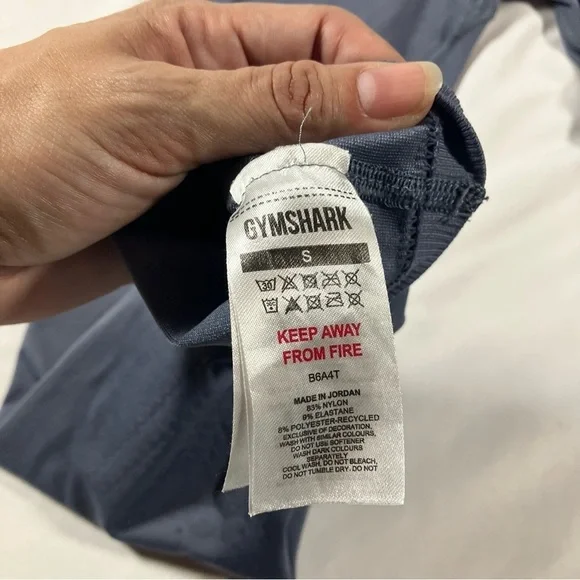 GYMSHARK
S
30
30°C
KEEP AWAY
FROM FIRE
B6A4T
MADE IN JORDAN
83% NYLON
9% ELASTANE
8% POLYESTER-RECYCLED
EXCLUSIVE OF DECORATION.
WASH WITH SIMILAR COLOURS,
DO NOT USE SOFTENER
WASH DARK COLOURS
SEPARATELY
COOL WASH, DO NOT BLEACH,
DO NOT TUMBLE DRY, DO NOT